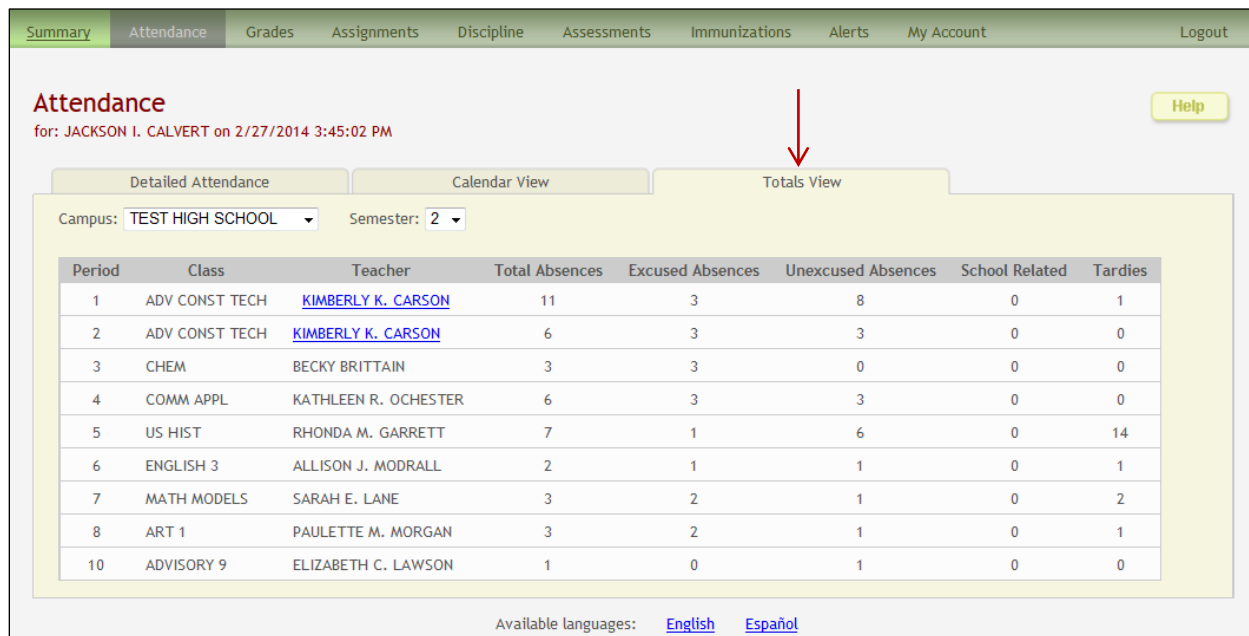 Summary Attendance Grades Assignments Discipline Assessments Immunizations Alerts My Account Logout
Attendance
Help
for: JACKSON I. CALVERT on 2/27/2014 3:45:02 PM
Detailed Attendance Calendar View Totals View
Campus: TEST HIGH SCHOOL Semester: 2
Period Class Teacher Total Absences Excused Absences Unexcused Absences School Related Tardies
1 ADV CONST TECH KIMBERLY K. CARSON 11 3 8 0 1
2 ADV CONST TECH KIMBERLY K. CARSON 6 3 3 0 0
3 CHEM BECKY BRITTAIN 3 3 0 0 0
4 COMM APPL KATHLEEN R. OCHESTER 6 3 3 0 0
5 US HIST RHONDA M. GARRETT 7 1 6 0 14
6 ENGLISH 3 ALLISON J. MODRALL 2 1 1 0 1
7 MATH MODELS SARAH E. LANE 3 2 1 0 2
8 ART 1 PAULETTE M. MORGAN 3 2 1 0 1
10 ADVISORY 9 ELIZABETH C. LAWSON 1 0 1 0 0
Available languages: English Español